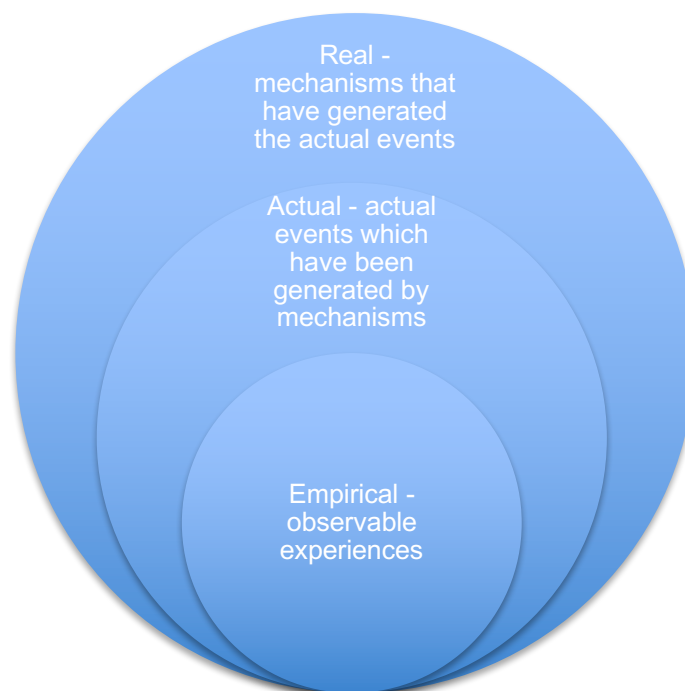 Real -
mechanisms that
have generated
the actual events
Actual - actual
events which
have been
generated by
mechanisms
Empirical -
observable
experiences